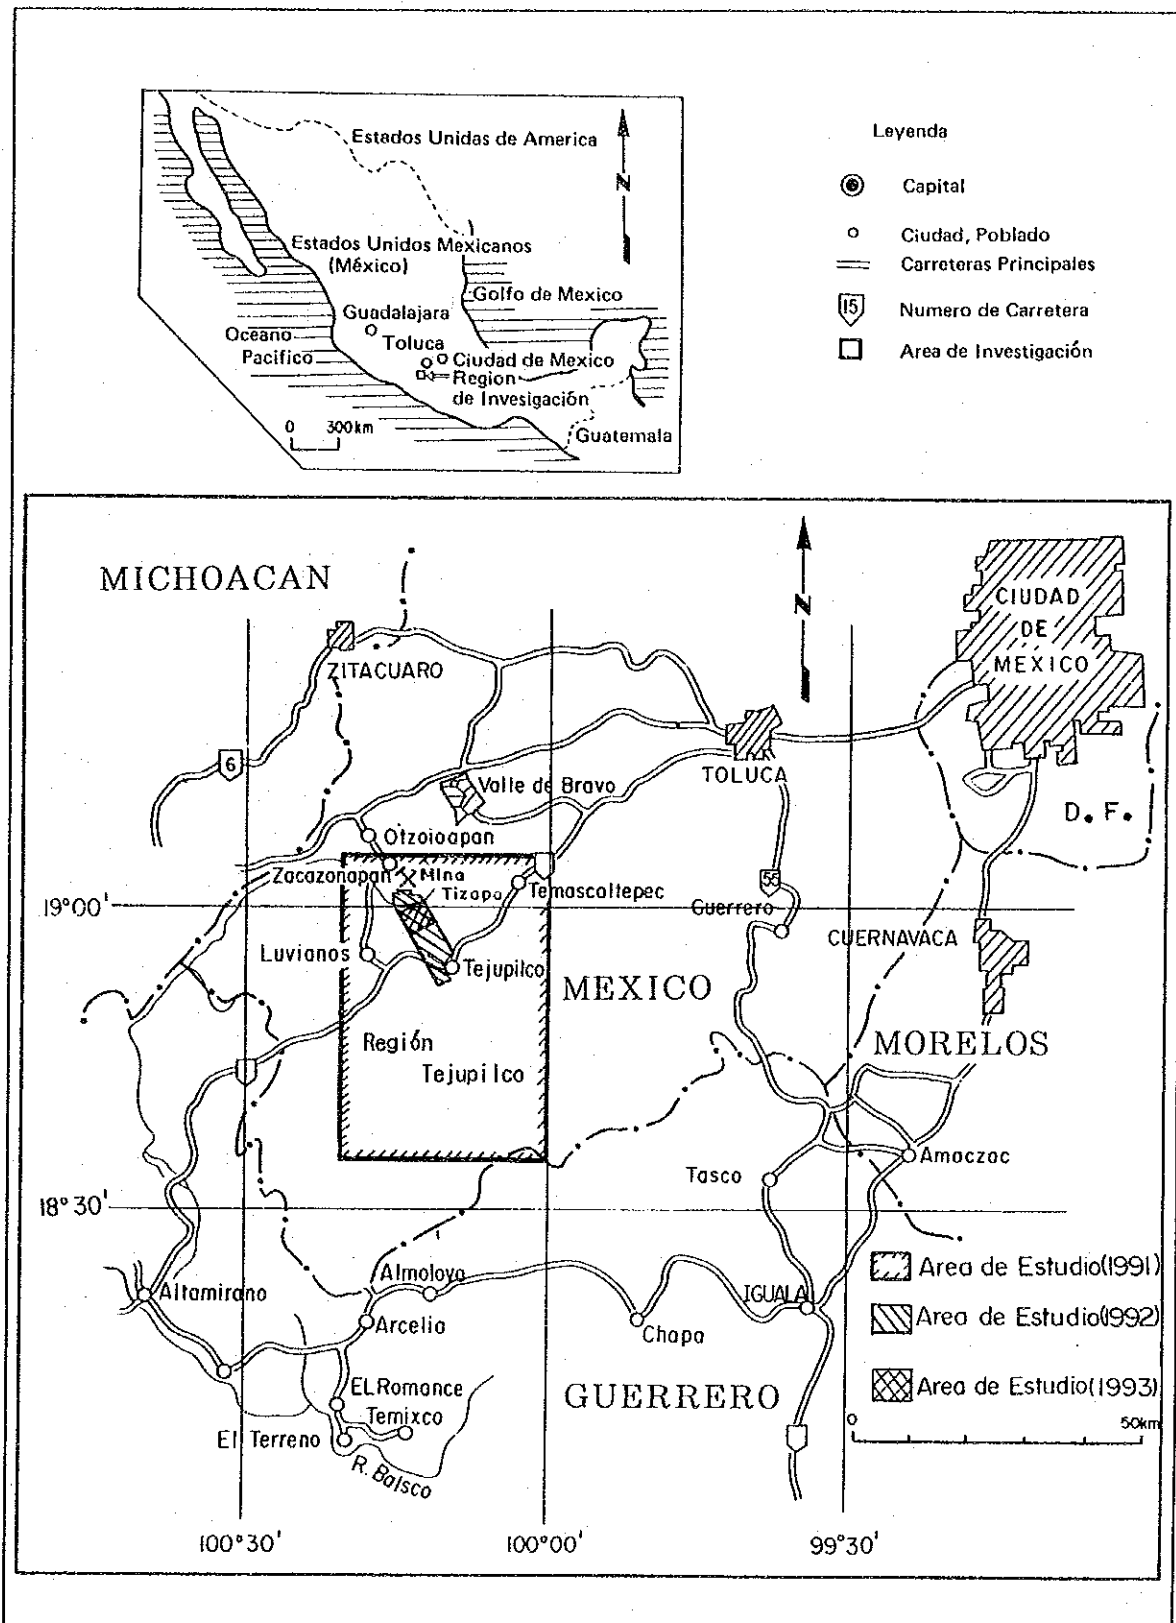 Estados Unidas de America
N
Estados Unidos Mexicanos
(México)
Golfo de Mexico
Guadalajara
Toluca
Oceano
Pacifico
Ciudad de Mexico
Region
de Invesigación
0 300km
Guatemala
Leyenda
Capital
Ciudad, Poblado
Carreteras Principales
15 Numero de Carretera
Area de Investigación
MICHOACAN
N
CIUDAD
DE
MEXICO
ZITACUARO
6
TOLUCA
Valle de Bravo
D. F.
Otzoloapan
Zacazonapan
Mina
Tizapa
Temascaltepec
55
19°00'
Guerrero
CUERNAVACA
Luvianos
Tejupilco
MEXICO
MORELOS
Región
Tejupilco
Amaczac
Tasco
18°30'
Almoloya
Area de Estudio(1991)
Altamirano
IGUALA
Area de Estudio(1992)
Arcelia
Chapa
EL Romance
GUERRERO
Area de Estudio(1993)
Temixco
0 50km
El Terreno
R. Balsco
100°30'
100°00'
99°30'